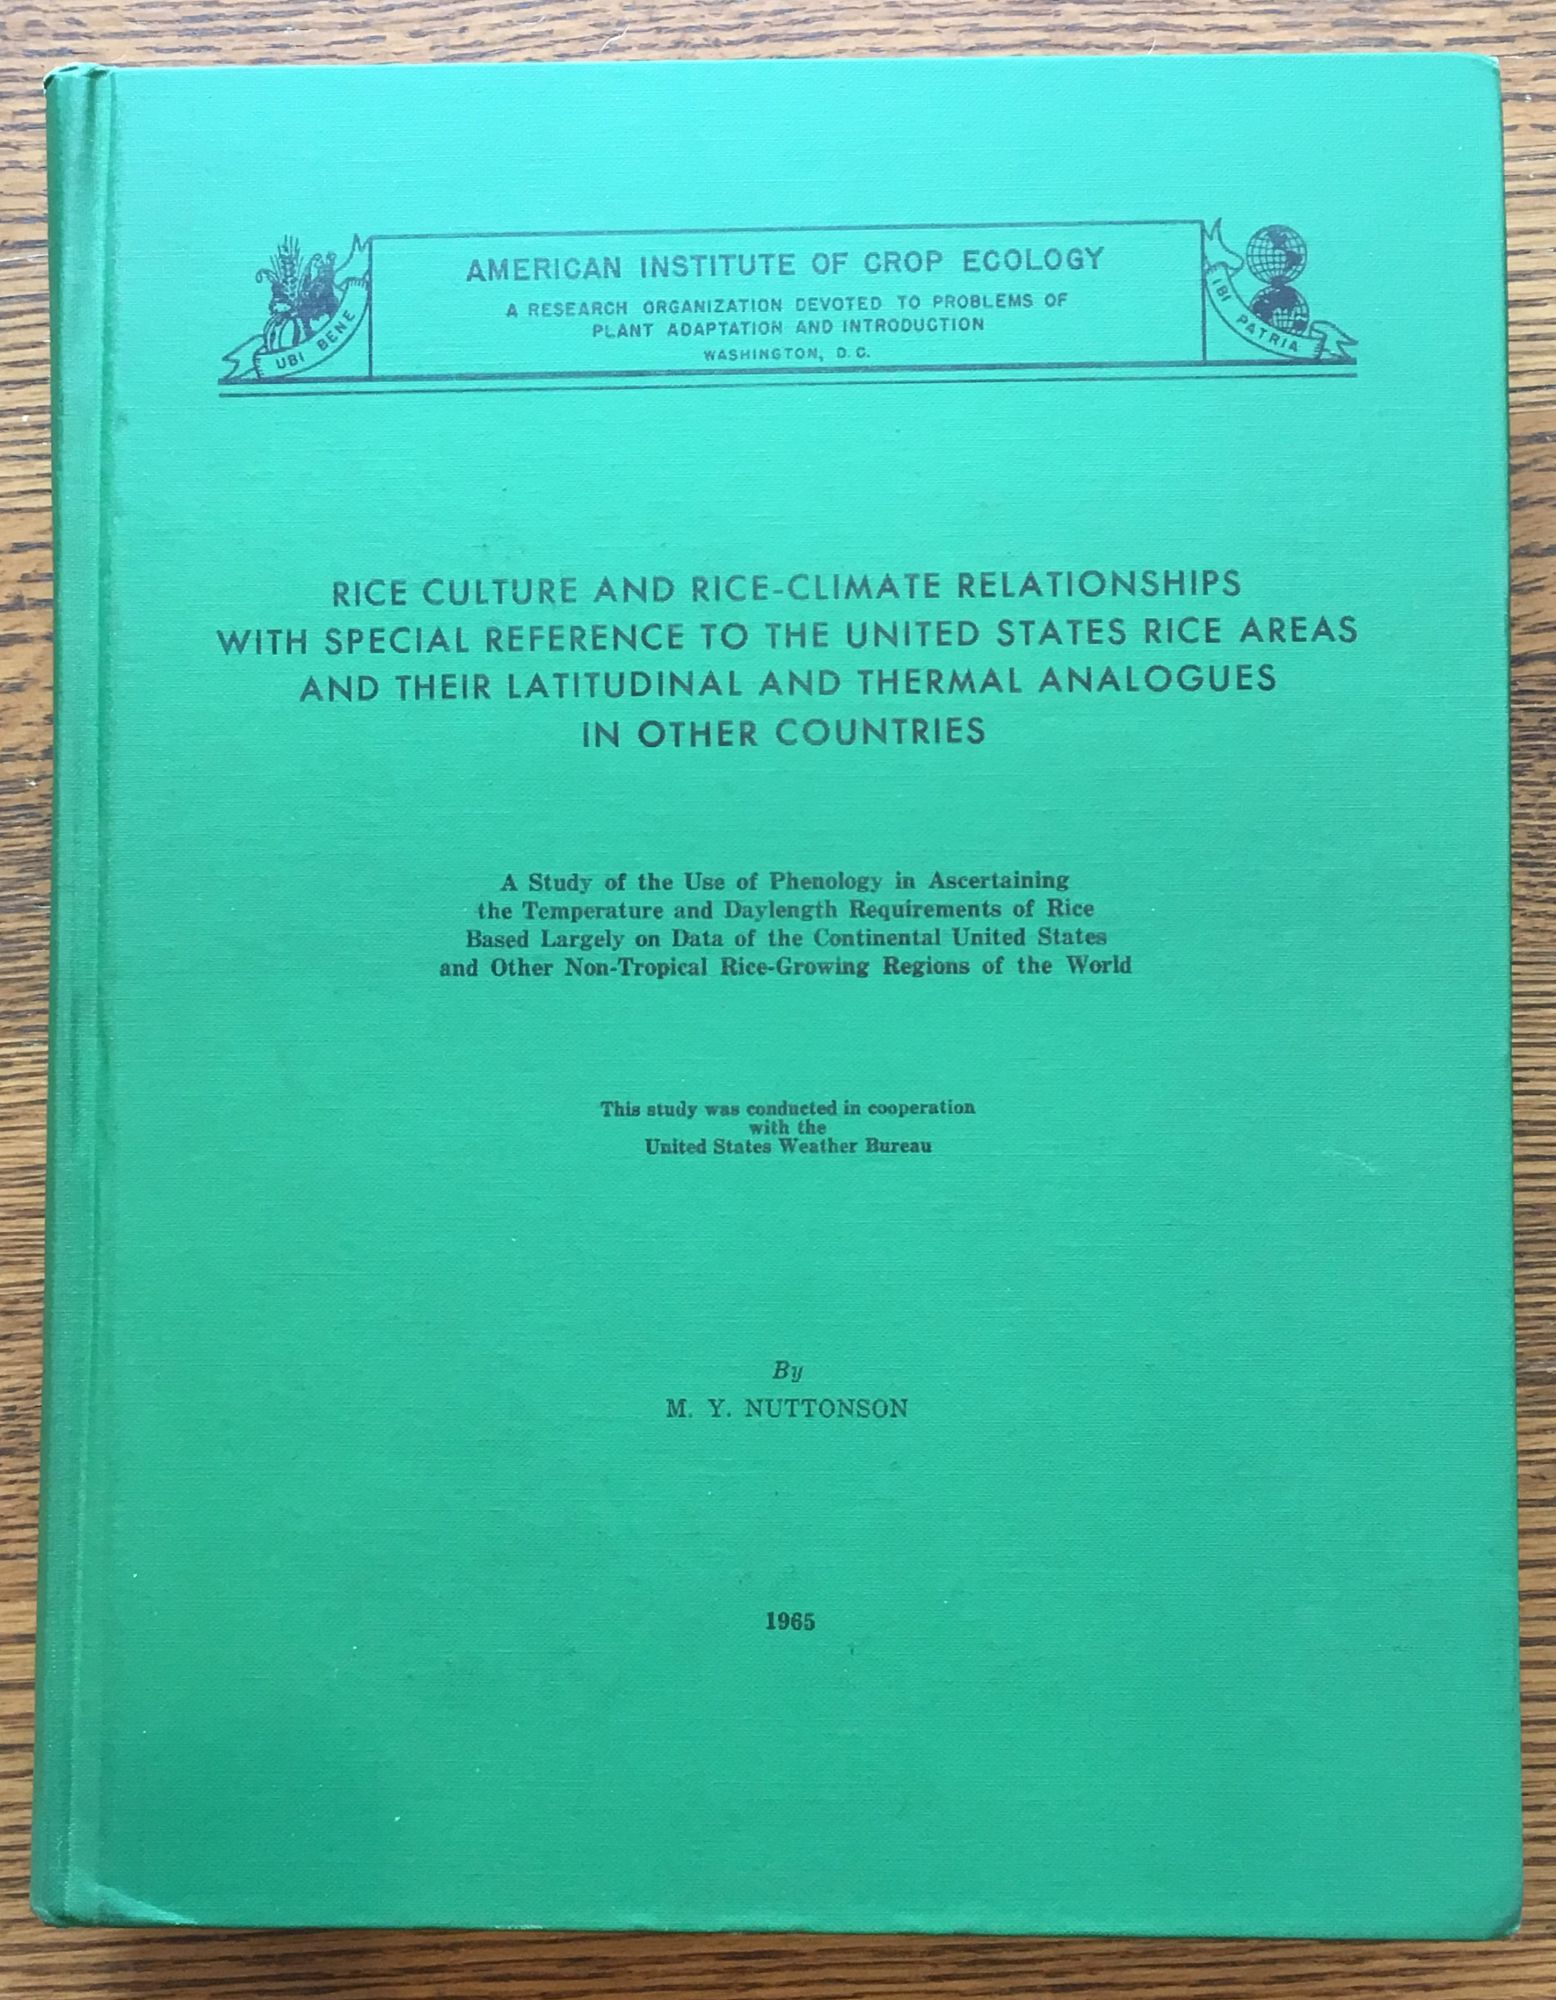 AMERICAN INSTITUTE OF CROP ECOLOGY
A RESEARCH ORGANIZATION DEVOTED TO PROBLEMS OF
PLANT ADAPTATION AND INTRODUCTION
WASHINGTON, D. C.
UBI BENE
IBI PATRIA
RICE CULTURE AND RICE-CLIMATE RELATIONSHIPS
WITH SPECIAL REFERENCE TO THE UNITED STATES RICE AREAS
AND THEIR LATITUDINAL AND THERMAL ANALOGUES
IN OTHER COUNTRIES
A Study of the Use of Phenology in Ascertaining
the Temperature and Daylength Requirements of Rice
Based Largely on Data of the Continental United States
and Other Non-Tropical Rice-Growing Regions of the World
This study was conducted in cooperation
with the
United States Weather Bureau
By
M. Y. NUTTONSON
1965